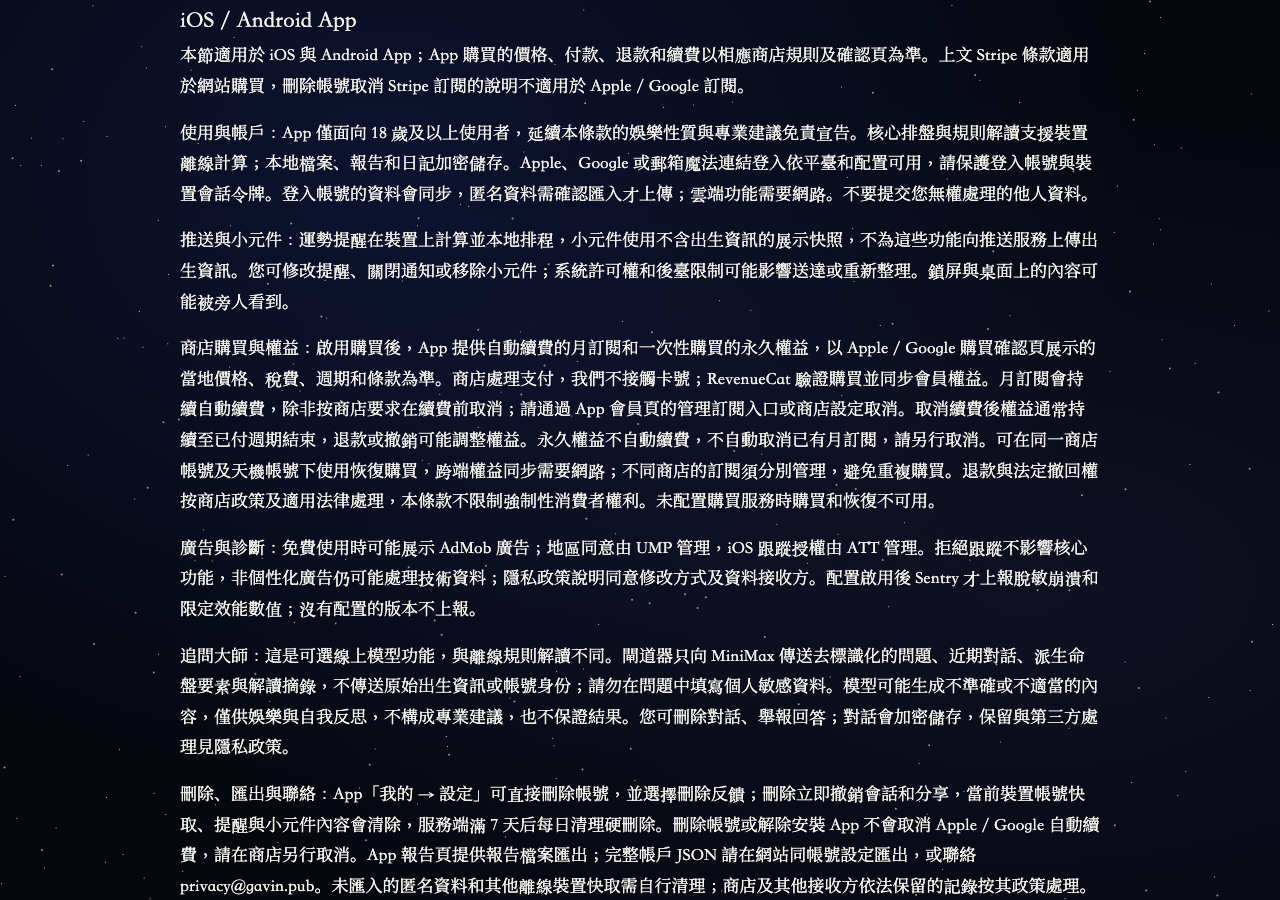 iOS / Android App
本節適用於 iOS 與 Android App；App 購買的價格、付款、退款和續費以相應商店規則及確認頁為準。上文 Stripe 條款適用
於網站購買，刪除帳號取消 Stripe 訂閱的說明不適用於 Apple / Google 訂閱。
使用與帳戶：App 僅面向 18 歲及以上使用者，延續本條款的娛樂性質與專業建議免責宣告。核心排盤與規則解讀支援裝置
離線計算；本地檔案、報告和日記加密儲存。Apple、Google 或郵箱魔法連結登入依平臺和配置可用，請保護登入帳號與裝
置會話令牌。登入帳號的資料會同步，匿名資料需確認匯入才上傳；雲端功能需要網路。不要提交您無權處理的他人資料。
推送與小元件：運勢提醒在裝置上計算並本地排程，小元件使用不含出生資訊的展示快照，不為這些功能向推送服務上傳出
生資訊。您可修改提醒、關閉通知或移除小元件；系統許可權和後臺限制可能影響送達或重新整理。鎖屏與桌面上的內容可
能被旁人看到。
商店購買與權益：啟用購買後，App 提供自動續費的月訂閱和一次性購買的永久權益，以 Apple / Google 購買確認頁展示的
當地價格、稅費、週期和條款為準。商店處理支付，我們不接觸卡號；RevenueCat 驗證購買並同步會員權益。月訂閱會持
續自動續費，除非按商店要求在續費前取消；請通過 App 會員頁的管理訂閱入口或商店設定取消。取消續費後權益通常持
續至已付週期結束，退款或撤銷可能調整權益。永久權益不自動續費，不自動取消已有月訂閱，請另行取消。可在同一商店
帳號及天機帳號下使用恢復購買，跨端權益同步需要網路；不同商店的訂閱須分別管理，避免重複購買。退款與法定撤回權
按商店政策及適用法律處理，本條款不限制強制性消費者權利。未配置購買服務時購買和恢復不可用。
廣告與診斷：免費使用時可能展示 AdMob 廣告；地區同意由 UMP 管理，iOS 跟蹤授權由 ATT 管理。拒絕跟蹤不影響核心
功能，非個性化廣告仍可能處理技術資料；隱私政策說明同意修改方式及資料接收方。配置啟用後 Sentry 才上報脫敏崩潰和
限定效能數值；沒有配置的版本不上報。
追問大師：這是可選線上模型功能，與離線規則解讀不同。閘道器只向 MiniMax 傳送去標識化的問題、近期對話、派生命
盤要素與解讀摘錄，不傳送原始出生資訊或帳號身份；請勿在問題中填寫個人敏感資料。模型可能生成不準確或不適當的內
容，僅供娛樂與自我反思，不構成專業建議，也不保證結果。您可刪除對話、舉報回答；對話會加密儲存，保留與第三方處
理見隱私政策。
刪除、匯出與聯絡：App「我的 → 設定」可直接刪除帳號，並選擇刪除反饋；刪除立即撤銷會話和分享，當前裝置帳號快
取、提醒與小元件內容會清除，服務端滿 7 天后每日清理硬刪除。刪除帳號或解除安裝 App 不會取消 Apple / Google 自動續
費，請在商店另行取消。App 報告頁提供報告檔案匯出；完整帳戶 JSON 請在網站同帳號設定匯出，或聯絡
privacy@gavin.pub。未匯入的匿名資料和其他離線裝置快取需自行清理；商店及其他接收方依法保留的記錄按其政策處理。